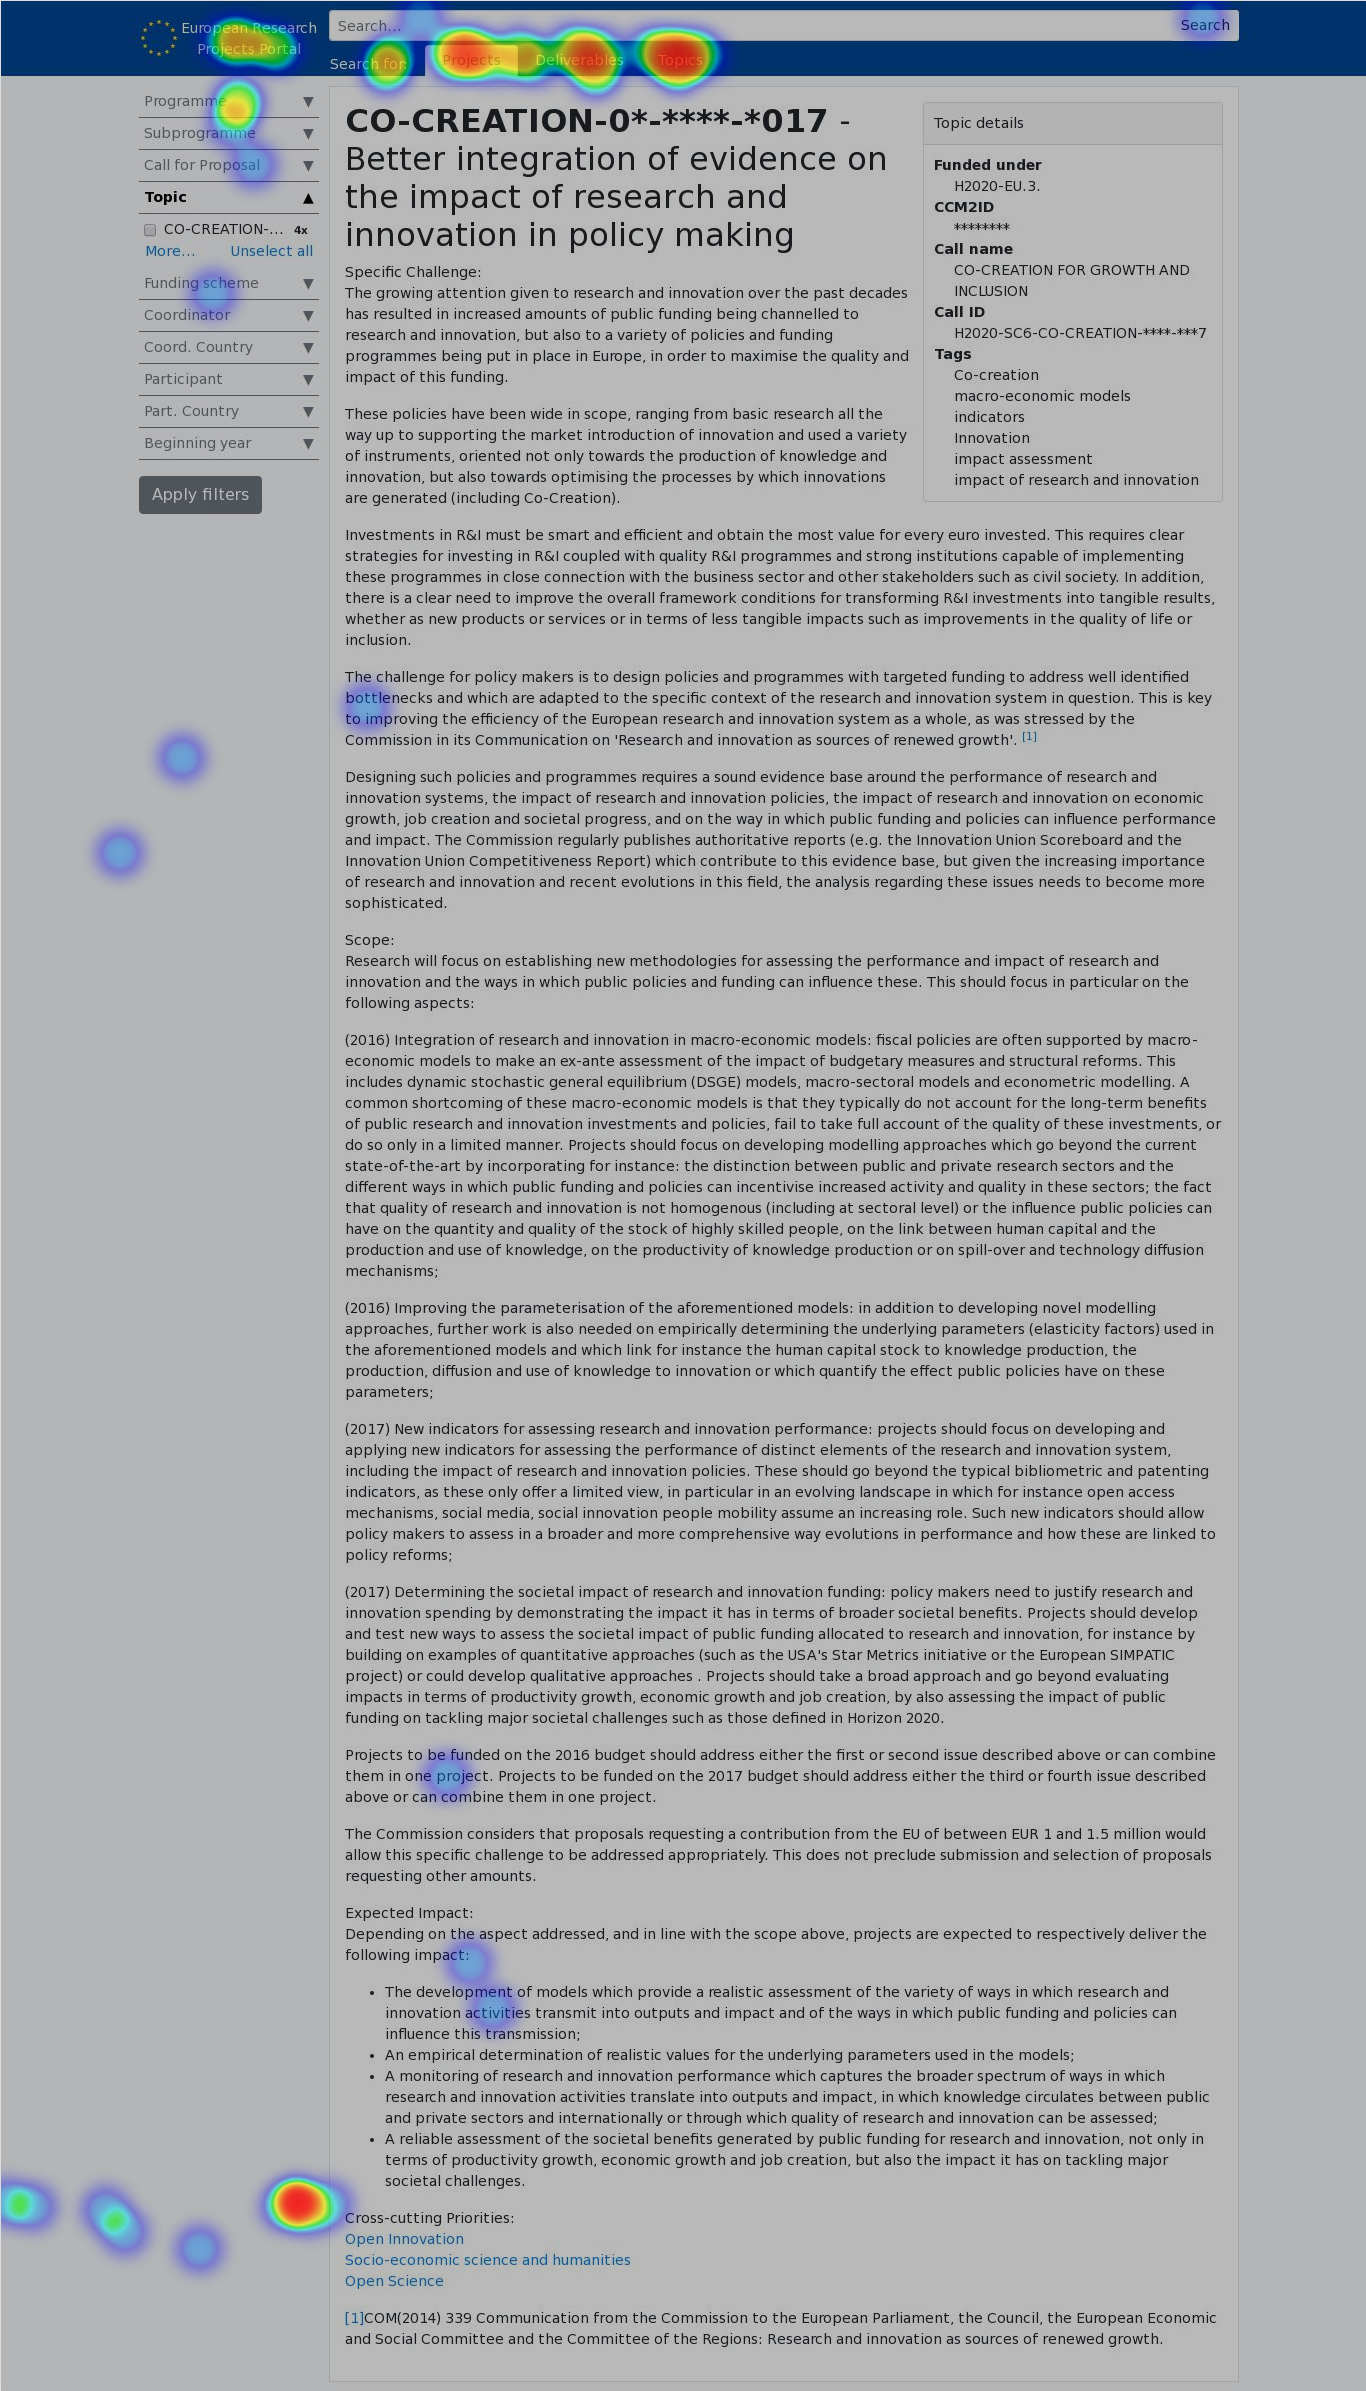 European Research
Projects Portal
Search...
Search
Search for:
Projects
Deliverables
Topics
Programme ▼
Subprogramme ▼
Call for Proposal ▼
Topic ▲
CO-CREATION-... 4x
More... Unselect all
Funding scheme ▼
Coordinator ▼
Coord. Country ▼
Participant ▼
Part. Country ▼
Beginning year ▼
Apply filters
CO-CREATION-0*-****-*017 -
Better integration of evidence on
the impact of research and
innovation in policy making
Topic details
Funded under
H2020-EU.3.
CCM2ID
********
Call name
CO-CREATION FOR GROWTH AND
INCLUSION
Call ID
H2020-SC6-CO-CREATION-****-***7
Tags
Co-creation
macro-economic models
indicators
Innovation
impact assessment
impact of research and innovation
Specific Challenge:
The growing attention given to research and innovation over the past decades
has resulted in increased amounts of public funding being channelled to
research and innovation, but also to a variety of policies and funding
programmes being put in place in Europe, in order to maximise the quality and
impact of this funding.
These policies have been wide in scope, ranging from basic research all the
way up to supporting the market introduction of innovation and used a variety
of instruments, oriented not only towards the production of knowledge and
innovation, but also towards optimising the processes by which innovations
are generated (including Co-Creation).
Investments in R&I must be smart and efficient and obtain the most value for every euro invested. This requires clear
strategies for investing in R&I coupled with quality R&I programmes and strong institutions capable of implementing
these programmes in close connection with the business sector and other stakeholders such as civil society. In addition,
there is a clear need to improve the overall framework conditions for transforming R&I investments into tangible results,
whether as new products or services or in terms of less tangible impacts such as improvements in the quality of life or
inclusion.
The challenge for policy makers is to design policies and programmes with targeted funding to address well identified
bottlenecks and which are adapted to the specific context of the research and innovation system in question. This is key
to improving the efficiency of the European research and innovation system as a whole, as was stressed by the
Commission in its Communication on 'Research and innovation as sources of renewed growth'. [1]
Designing such policies and programmes requires a sound evidence base around the performance of research and
innovation systems, the impact of research and innovation policies, the impact of research and innovation on economic
growth, job creation and societal progress, and on the way in which public funding and policies can influence performance
and impact. The Commission regularly publishes authoritative reports (e.g. the Innovation Union Scoreboard and the
Innovation Union Competitiveness Report) which contribute to this evidence base, but given the increasing importance
of research and innovation and recent evolutions in this field, the analysis regarding these issues needs to become more
sophisticated.
Scope:
Research will focus on establishing new methodologies for assessing the performance and impact of research and
innovation and the ways in which public policies and funding can influence these. This should focus in particular on the
following aspects:
(2016) Integration of research and innovation in macro-economic models: fiscal policies are often supported by macro-
economic models to make an ex-ante assessment of the impact of budgetary measures and structural reforms. This
includes dynamic stochastic general equilibrium (DSGE) models, macro-sectoral models and econometric modelling. A
common shortcoming of these macro-economic models is that they typically do not account for the long-term benefits
of public research and innovation investments and policies, fail to take full account of the quality of these investments, or
do so only in a limited manner. Projects should focus on developing modelling approaches which go beyond the current
state-of-the-art by incorporating for instance: the distinction between public and private research sectors and the
different ways in which public funding and policies can incentivise increased activity and quality in these sectors; the fact
that quality of research and innovation is not homogenous (including at sectoral level) or the influence public policies can
have on the quantity and quality of the stock of highly skilled people, on the link between human capital and the
production and use of knowledge, on the productivity of knowledge production or on spill-over and technology diffusion
mechanisms;
(2016) Improving the parameterisation of the aforementioned models: in addition to developing novel modelling
approaches, further work is also needed on empirically determining the underlying parameters (elasticity factors) used in
the aforementioned models and which link for instance the human capital stock to knowledge production, the
production, diffusion and use of knowledge to innovation or which quantify the effect public policies have on these
parameters;
(2017) New indicators for assessing research and innovation performance: projects should focus on developing and
applying new indicators for assessing the performance of distinct elements of the research and innovation system,
including the impact of research and innovation policies. These should go beyond the typical bibliometric and patenting
indicators, as these only offer a limited view, in particular in an evolving landscape in which for instance open access
mechanisms, social media, social innovation people mobility assume an increasing role. Such new indicators should allow
policy makers to assess in a broader and more comprehensive way evolutions in performance and how these are linked to
policy reforms;
(2017) Determining the societal impact of research and innovation funding: policy makers need to justify research and
innovation spending by demonstrating the impact it has in terms of broader societal benefits. Projects should develop
and test new ways to assess the societal impact of public funding allocated to research and innovation, for instance by
building on examples of quantitative approaches (such as the USA's Star Metrics initiative or the European SIMPATIC
project) or could develop qualitative approaches . Projects should take a broad approach and go beyond evaluating
impacts in terms of productivity growth, economic growth and job creation, by also assessing the impact of public
funding on tackling major societal challenges such as those defined in Horizon 2020.
Projects to be funded on the 2016 budget should address either the first or second issue described above or can combine
them in one project. Projects to be funded on the 2017 budget should address either the third or fourth issue described
above or can combine them in one project.
The Commission considers that proposals requesting a contribution from the EU of between EUR 1 and 1.5 million would
allow this specific challenge to be addressed appropriately. This does not preclude submission and selection of proposals
requesting other amounts.
Expected Impact:
Depending on the aspect addressed, and in line with the scope above, projects are expected to respectively deliver the
following impact:
• The development of models which provide a realistic assessment of the variety of ways in which research and
innovation activities transmit into outputs and impact and of the ways in which public funding and policies can
influence this transmission;
• An empirical determination of realistic values for the underlying parameters used in the models;
• A monitoring of research and innovation performance which captures the broader spectrum of ways in which
research and innovation activities translate into outputs and impact, in which knowledge circulates between public
and private sectors and internationally or through which quality of research and innovation can be assessed;
• A reliable assessment of the societal benefits generated by public funding for research and innovation, not only in
terms of productivity growth, economic growth and job creation, but also the impact it has on tackling major
societal challenges.
Cross-cutting Priorities:
Open Innovation
Socio-economic science and humanities
Open Science
[1]COM(2014) 339 Communication from the Commission to the European Parliament, the Council, the European Economic
and Social Committee and the Committee of the Regions: Research and innovation as sources of renewed growth.